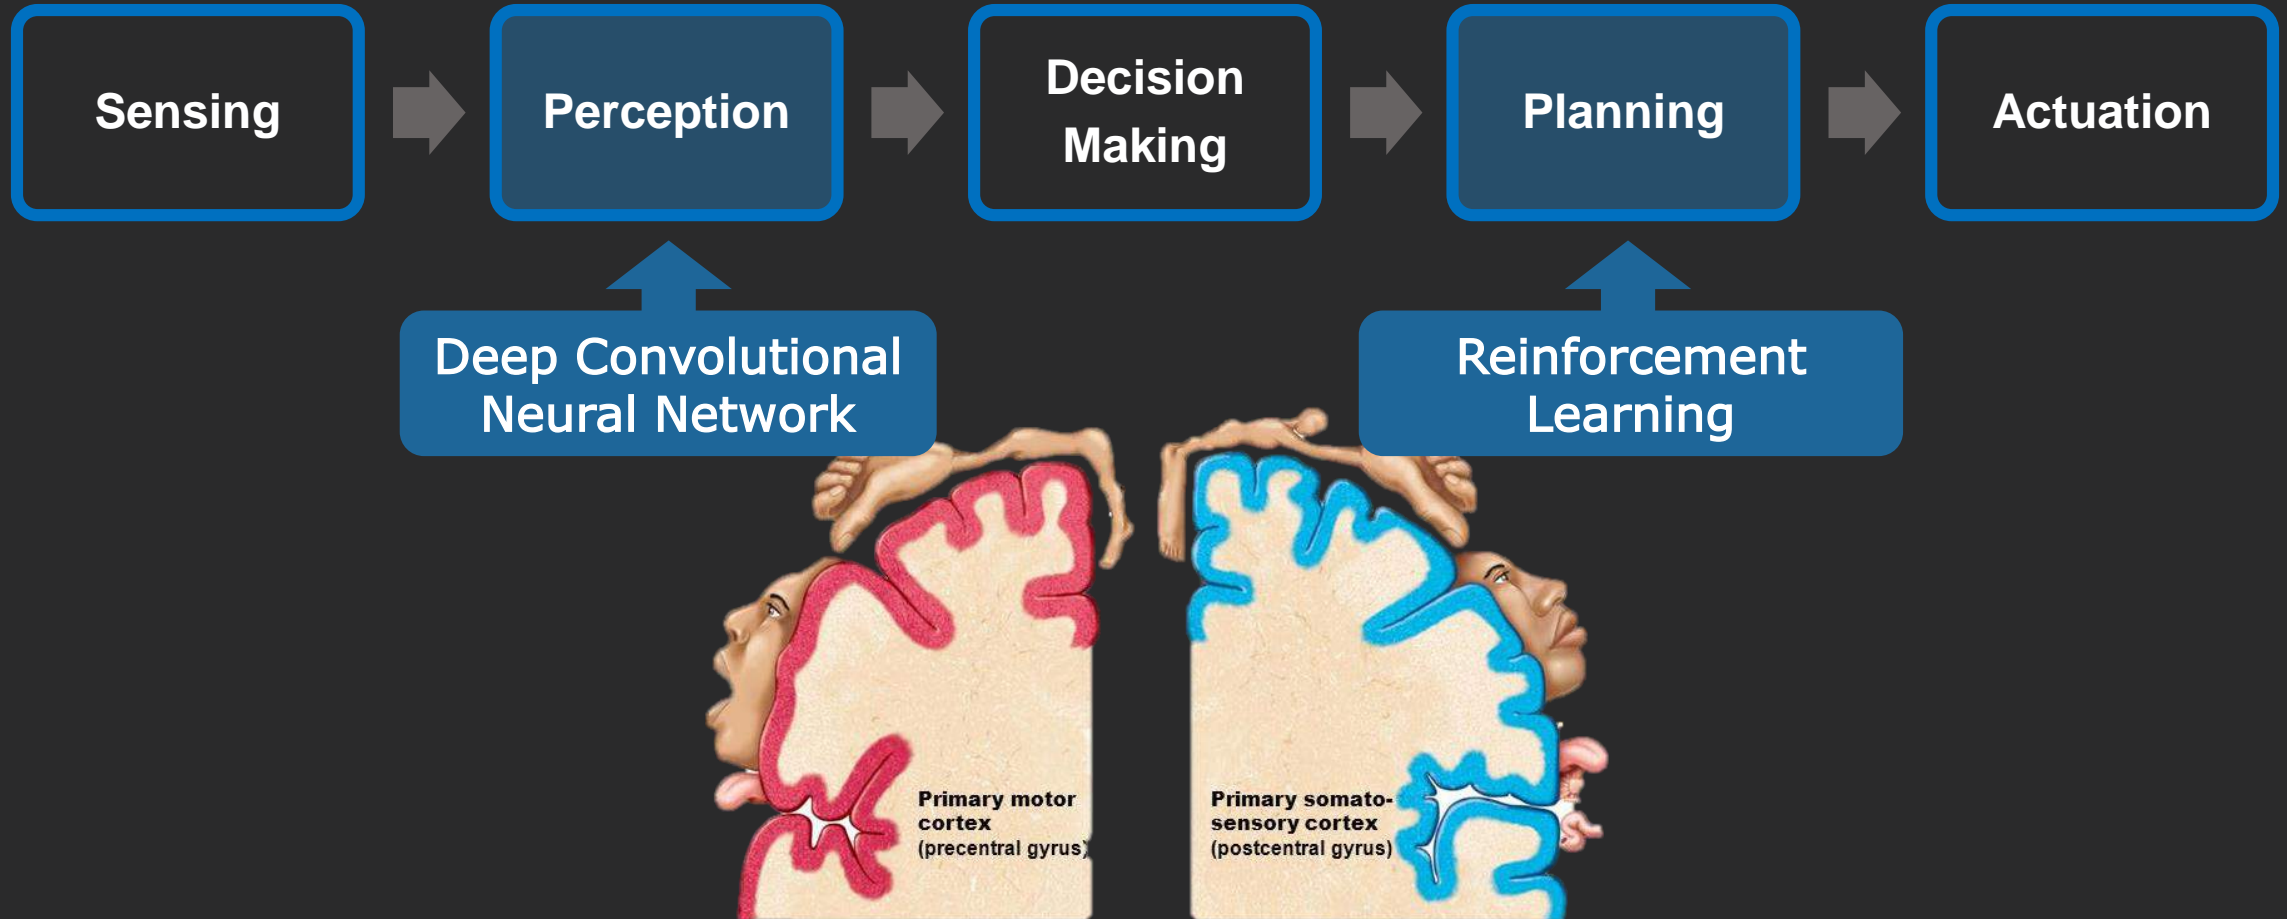 Sensing
Perception
Decision
Making
Planning
Actuation
Deep Convolutional
Neural Network
Reinforcement
Learning
Primary motor
cortex
(precentral gyrus)
Primary somato-
sensory cortex
(postcentral gyrus)